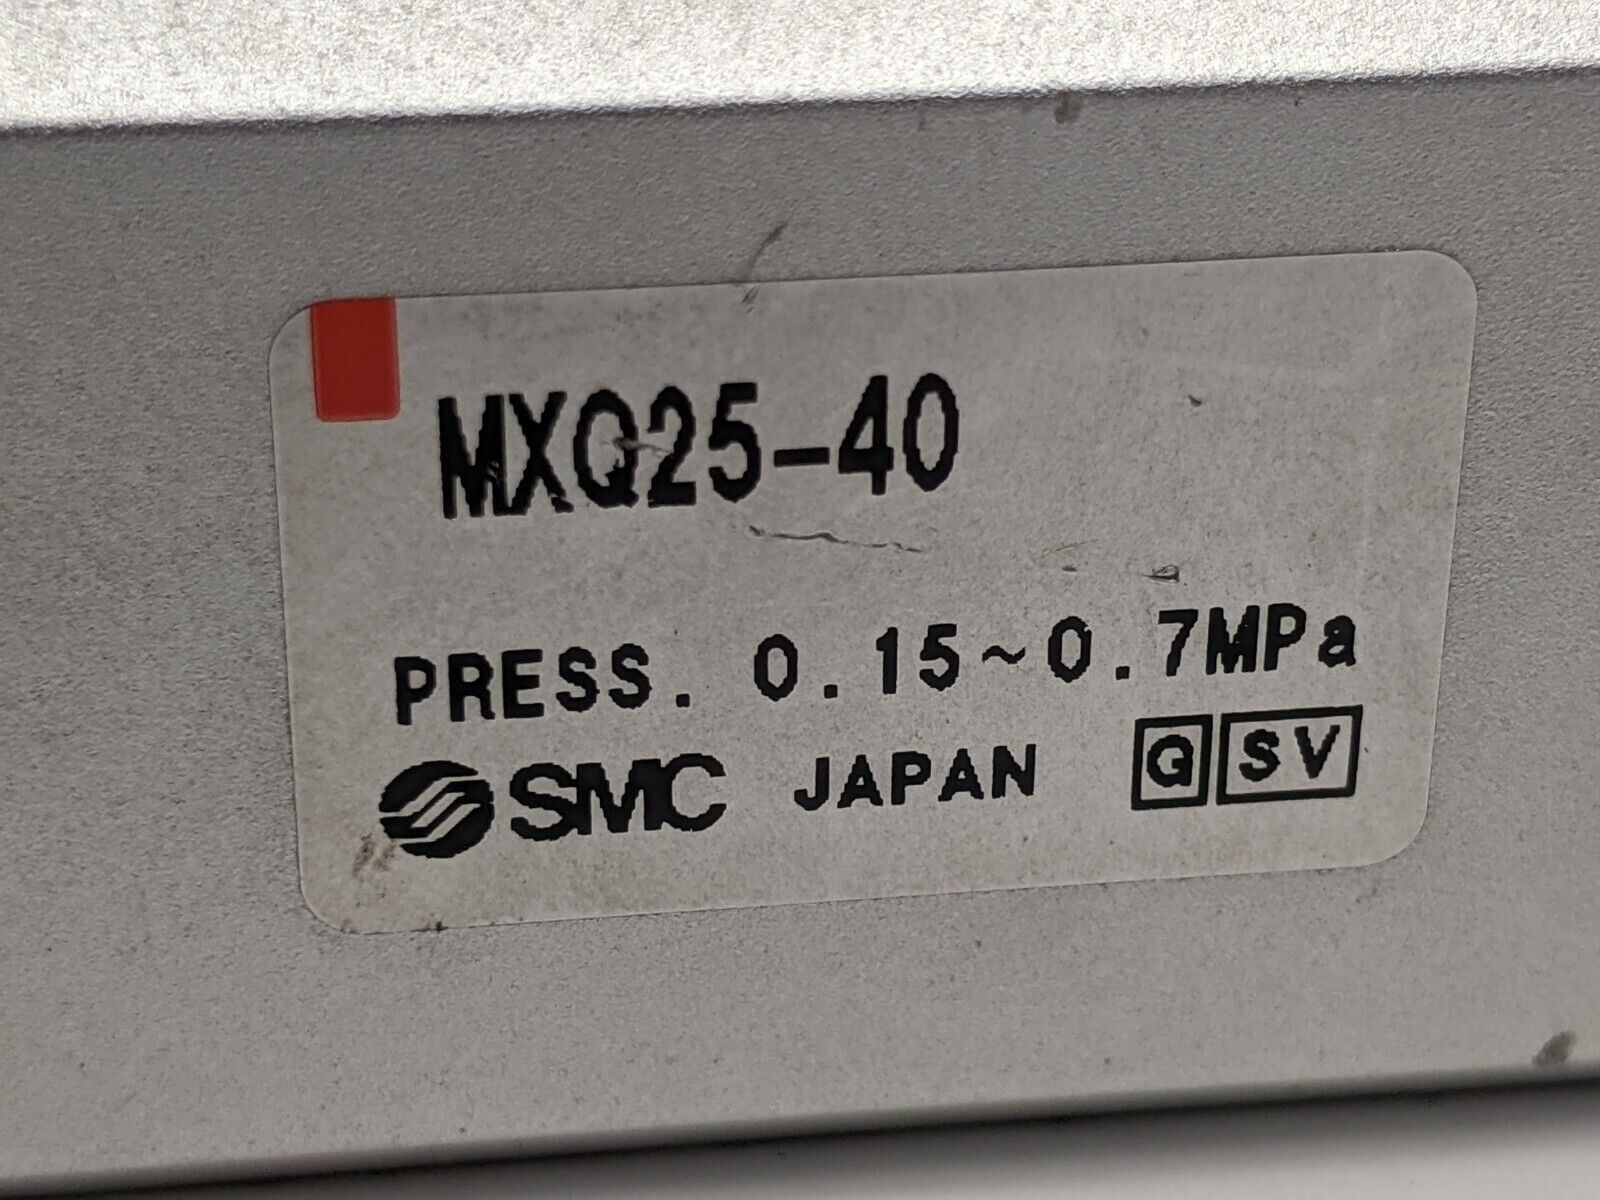 MXQ25-40
PRESS. 0.15~0.7MPa
SMC JAPAN G SV